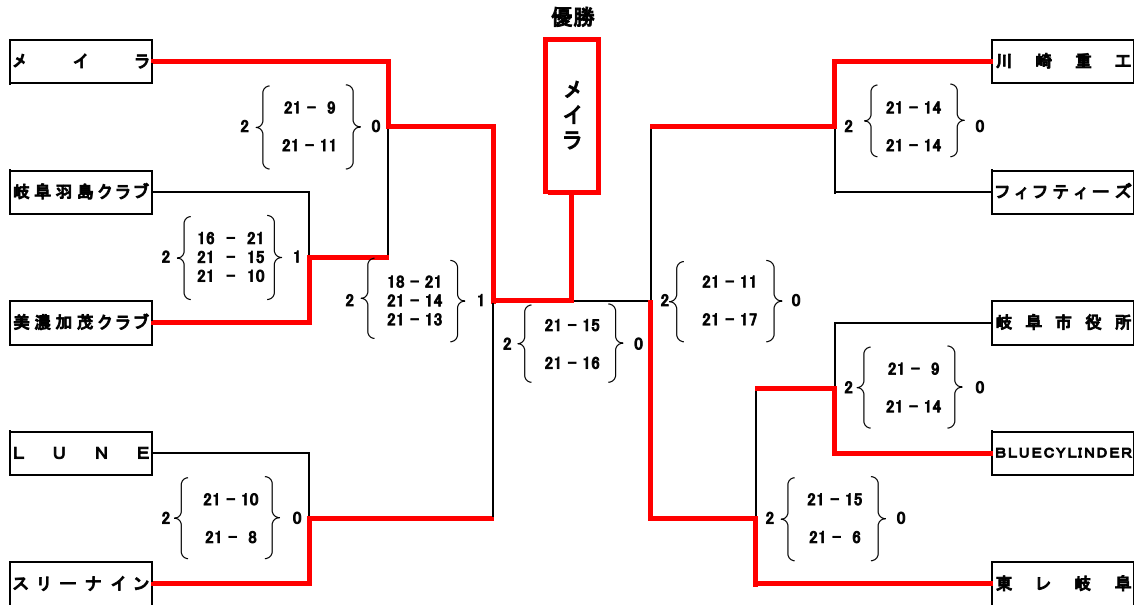 優勝
メイラ
メイラ
2 21 - 9 0
21 - 11
岐阜羽島クラブ
2 16 - 21 1
21 - 15
21 - 10
美濃加茂クラブ
2 18 - 21 1
21 - 14
21 - 13
LUNE
2 21 - 10 0
21 - 8
スリーナイン
2 21 - 15 0
21 - 16
川崎重工
2 21 - 14 0
21 - 14
フィフティーズ
2 21 - 11 0
21 - 17
岐阜市役所
2 21 - 9 0
21 - 14
BLUECYLINDER
2 21 - 15 0
21 - 6
東レ岐阜